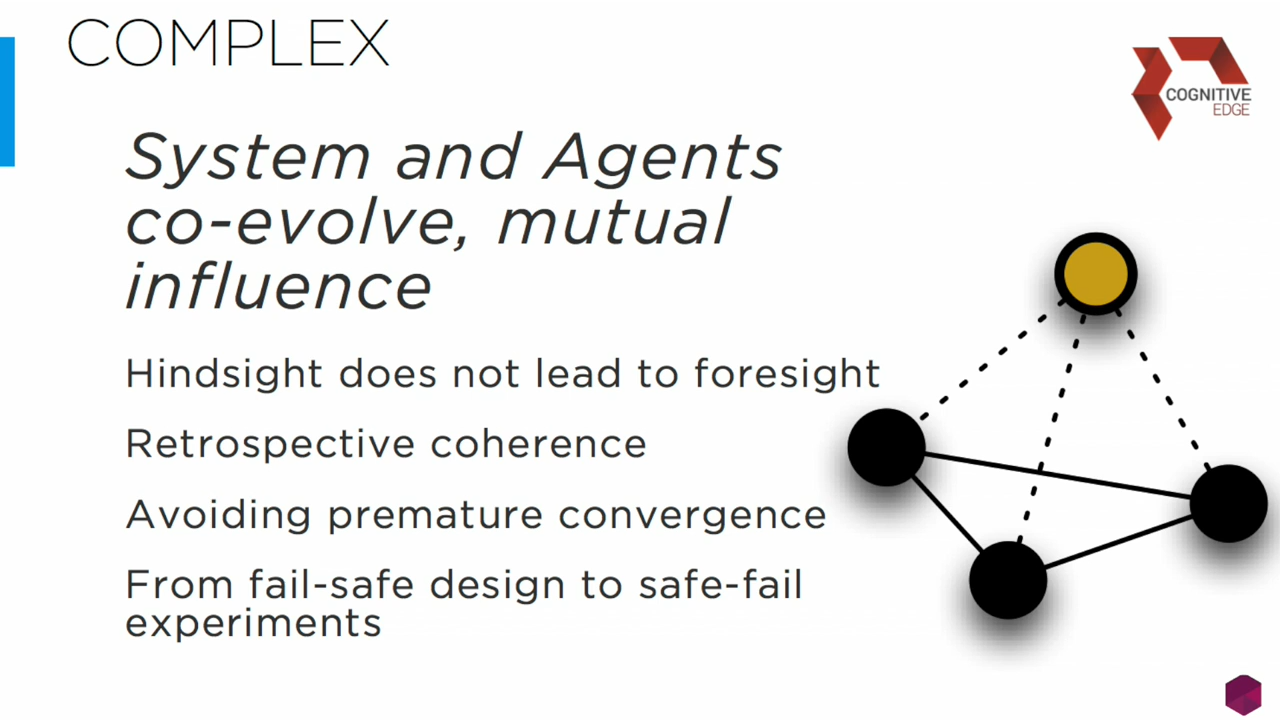 COMPLEX
COGNITIVE
EDGE
System and Agents
co-evolve, mutual
influence
Hindsight does not lead to foresight
Retrospective coherence
Avoiding premature convergence
From fail-safe design to safe-fail
experiments